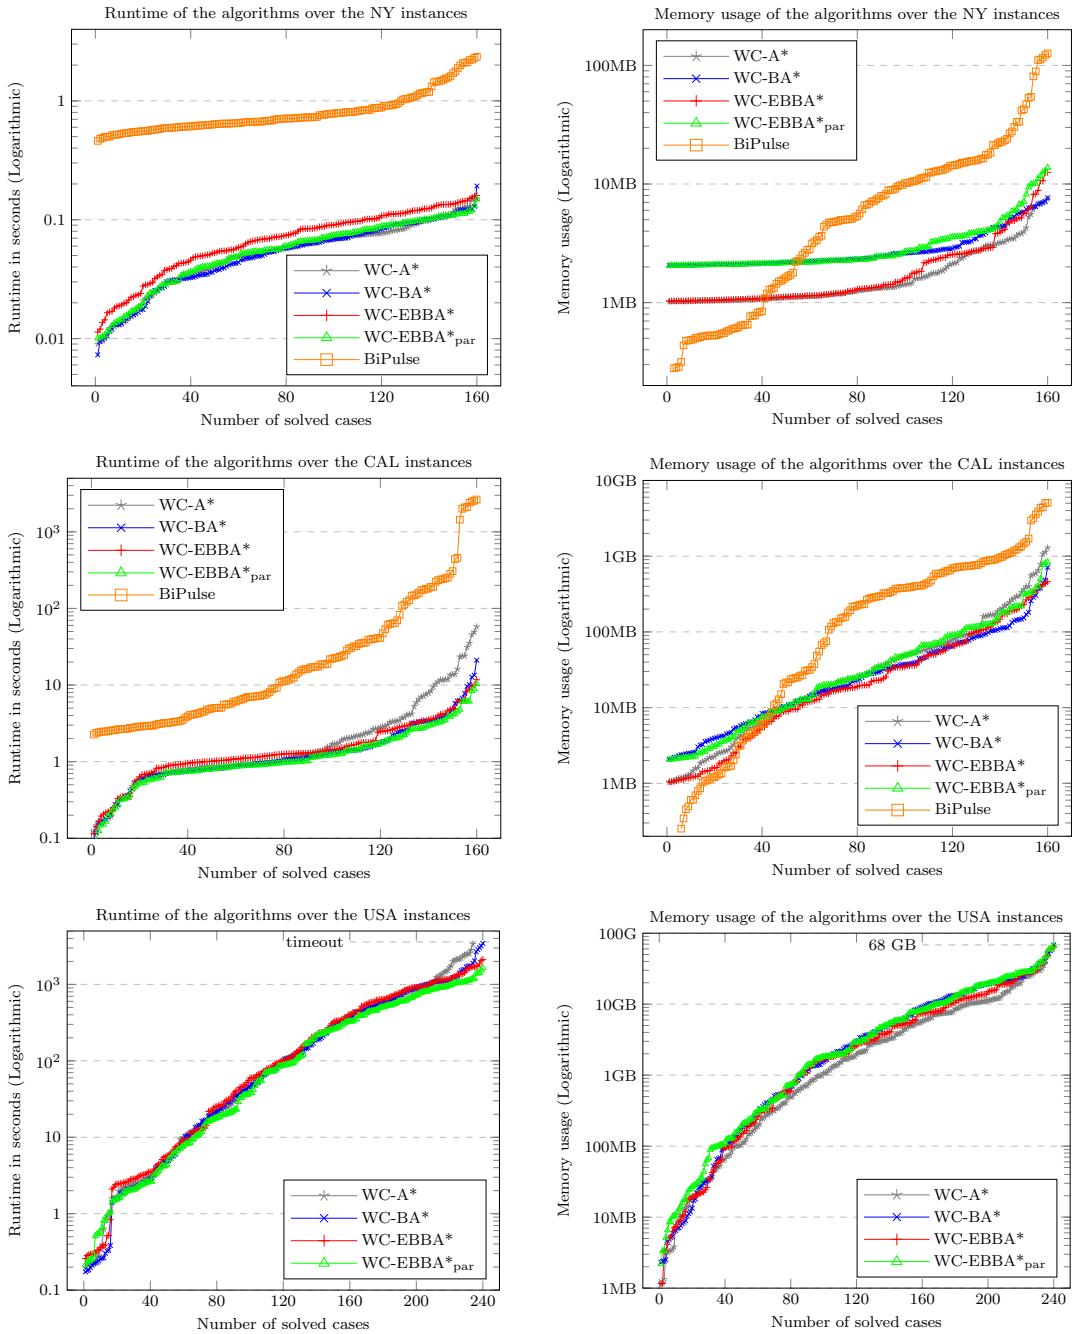 Runtime of the algorithms over the NY instances
Runtime in seconds (Logarithmic)
1
0.1
0.01
WC-A*
WC-BA*
WC-EBBA*
WC-EBBA*par
BiPulse
0 40 80 120 160
Number of solved cases
Memory usage of the algorithms over the NY instances
Memory usage (Logarithmic)
100MB
10MB
1MB
WC-A*
WC-BA*
WC-EBBA*
WC-EBBA*par
BiPulse
0 40 80 120 160
Number of solved cases
Runtime of the algorithms over the CAL instances
Runtime in seconds (Logarithmic)
10³
10²
10
1
0.1
WC-A*
WC-BA*
WC-EBBA*
WC-EBBA*par
BiPulse
0 40 80 120 160
Number of solved cases
Memory usage of the algorithms over the CAL instances
Memory usage (Logarithmic)
10GB
1GB
100MB
10MB
1MB
WC-A*
WC-BA*
WC-EBBA*
WC-EBBA*par
BiPulse
0 40 80 120 160
Number of solved cases
Runtime of the algorithms over the USA instances
Runtime in seconds (Logarithmic)
timeout
10³
10²
10
1
0.1
WC-A*
WC-BA*
WC-EBBA*
WC-EBBA*par
0 40 80 120 160 200 240
Number of solved cases
Memory usage of the algorithms over the USA instances
Memory usage (Logarithmic)
68 GB
100G
10GB
1GB
100MB
10MB
1MB
WC-A*
WC-BA*
WC-EBBA*
WC-EBBA*par
0 40 80 120 160 200 240
Number of solved cases